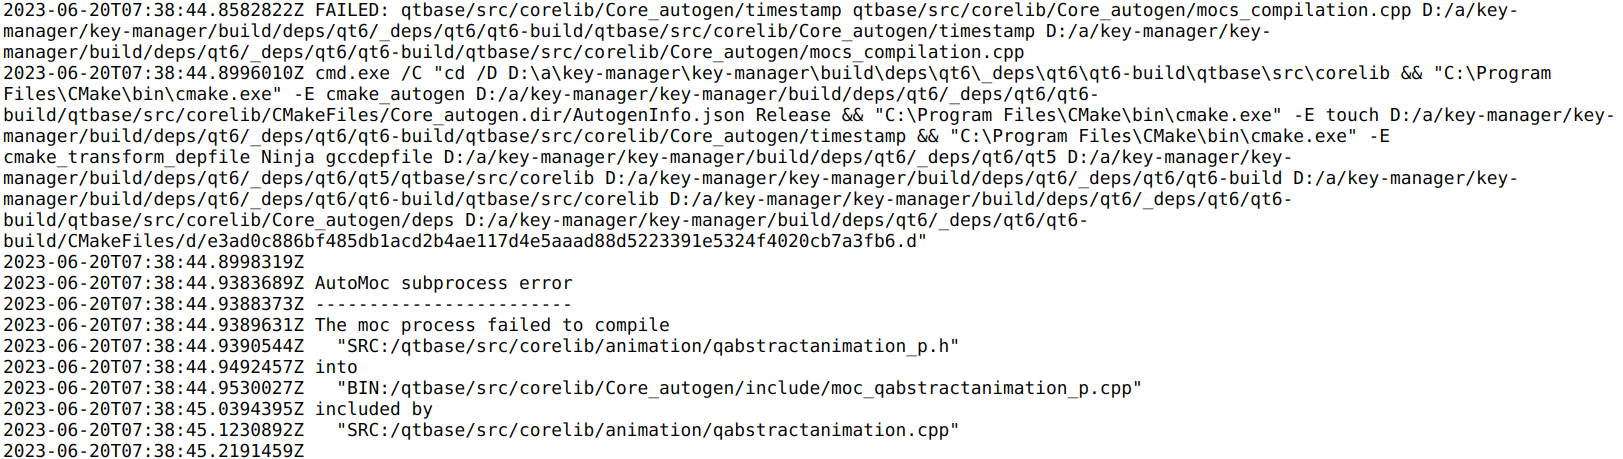 2023-06-20T07:38:44.8582822Z FAILED: qtbase/src/corelib/Core_autogen/timestamp qtbase/src/corelib/Core_autogen/mocs_compilation.cpp D:/a/key-
manager/key-manager/build/deps/qt6/_deps/qt6/qt6-build/qtbase/src/corelib/Core_autogen/timestamp D:/a/key-manager/key-
manager/build/deps/qt6/_deps/qt6/qt6-build/qtbase/src/corelib/Core_autogen/mocs_compilation.cpp
2023-06-20T07:38:44.8996010Z cmd.exe /C "cd /D D:\a\key-manager\key-manager\build\deps\qt6\_deps\qt6\qt6-build\qtbase\src\corelib && "C:\Program
Files\CMake\bin\cmake.exe" -E cmake_autogen D:/a/key-manager/key-manager/build/deps/qt6/_deps/qt6/qt6-
build/qtbase/src/corelib/CMakeFiles/Core_autogen.dir/AutogenInfo.json Release && "C:\Program Files\CMake\bin\cmake.exe" -E touch D:/a/key-manager/key-
manager/build/deps/qt6/_deps/qt6/qt6-build/qtbase/src/corelib/Core_autogen/timestamp && "C:\Program Files\CMake\bin\cmake.exe" -E
cmake_transform_depfile Ninja gccdepfile D:/a/key-manager/key-manager/build/deps/qt6/_deps/qt6/qt5 D:/a/key-manager/key-
manager/build/deps/qt6/_deps/qt6/qt5/qtbase/src/corelib D:/a/key-manager/key-manager/build/deps/qt6/_deps/qt6/qt6-build D:/a/key-manager/key-
manager/build/deps/qt6/_deps/qt6/qt6-build/qtbase/src/corelib D:/a/key-manager/key-manager/build/deps/qt6/_deps/qt6/qt6-
build/qtbase/src/corelib/Core_autogen/deps D:/a/key-manager/key-manager/build/deps/qt6/_deps/qt6/qt6-
build/CMakeFiles/d/e3ad0c886bf485db1acd2b4ae117d4e5aaad88d5223391e5324f4020cb7a3fb6.d"
2023-06-20T07:38:44.8998319Z
2023-06-20T07:38:44.9383689Z AutoMoc subprocess error
2023-06-20T07:38:44.9388373Z ------------------------
2023-06-20T07:38:44.9389631Z The moc process failed to compile
2023-06-20T07:38:44.9390544Z   "SRC:/qtbase/src/corelib/animation/qabstractanimation_p.h"
2023-06-20T07:38:44.9492457Z into
2023-06-20T07:38:44.9530027Z   "BIN:/qtbase/src/corelib/Core_autogen/include/moc_qabstractanimation_p.cpp"
2023-06-20T07:38:45.0394395Z included by
2023-06-20T07:38:45.1230892Z   "SRC:/qtbase/src/corelib/animation/qabstractanimation.cpp"
2023-06-20T07:38:45.2191459Z